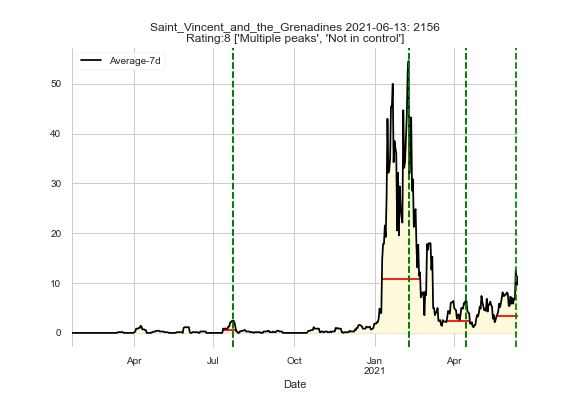 Saint_Vincent_and_the_Grenadines 2021-06-13: 2156
Rating:8 ['Multiple peaks', 'Not in control']
Average-7d
50
40
30
20
10
0
Apr
Jul
Oct
Jan
2021
Apr
Date